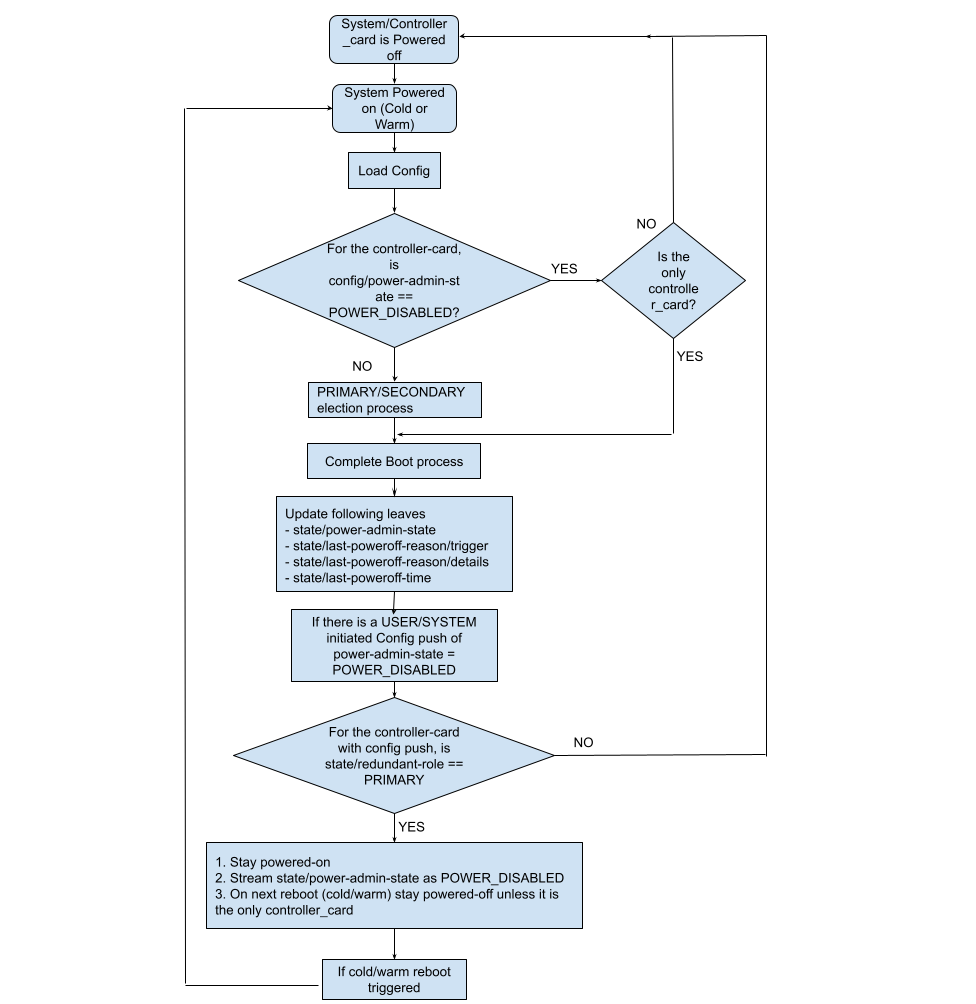 System/Controller
_card is Powered
off
System Powered
on (Cold or
Warm)
Load Config
For the controller-card,
is
config/power-admin-st
ate ==
POWER_DISABLED?
YES
NO
Is the
only
controlle
r_card?
YES
NO
PRIMARY/SECONDARY
election process
Complete Boot process
Update following leaves
- state/power-admin-state
- state/last-poweroff-reason/trigger
- state/last-poweroff-reason/details
- state/last-poweroff-time
If there is a USER/SYSTEM
initiated Config push of
power-admin-state =
POWER_DISABLED
For the controller-card
with config push, is
state/redundant-role ==
PRIMARY
NO
YES
1. Stay powered-on
2. Stream state/power-admin-state as POWER_DISABLED
3. On next reboot (cold/warm) stay powered-off unless it is
the only controller_card
If cold/warm reboot
triggered